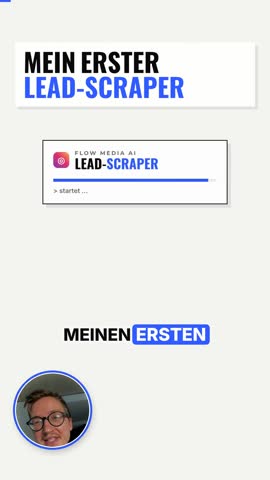 MEIN ERSTER
LEAD-SCRAPER
FLOW MEDIA AI
LEAD-SCRAPER
> startet ...
MEINEN ERSTEN